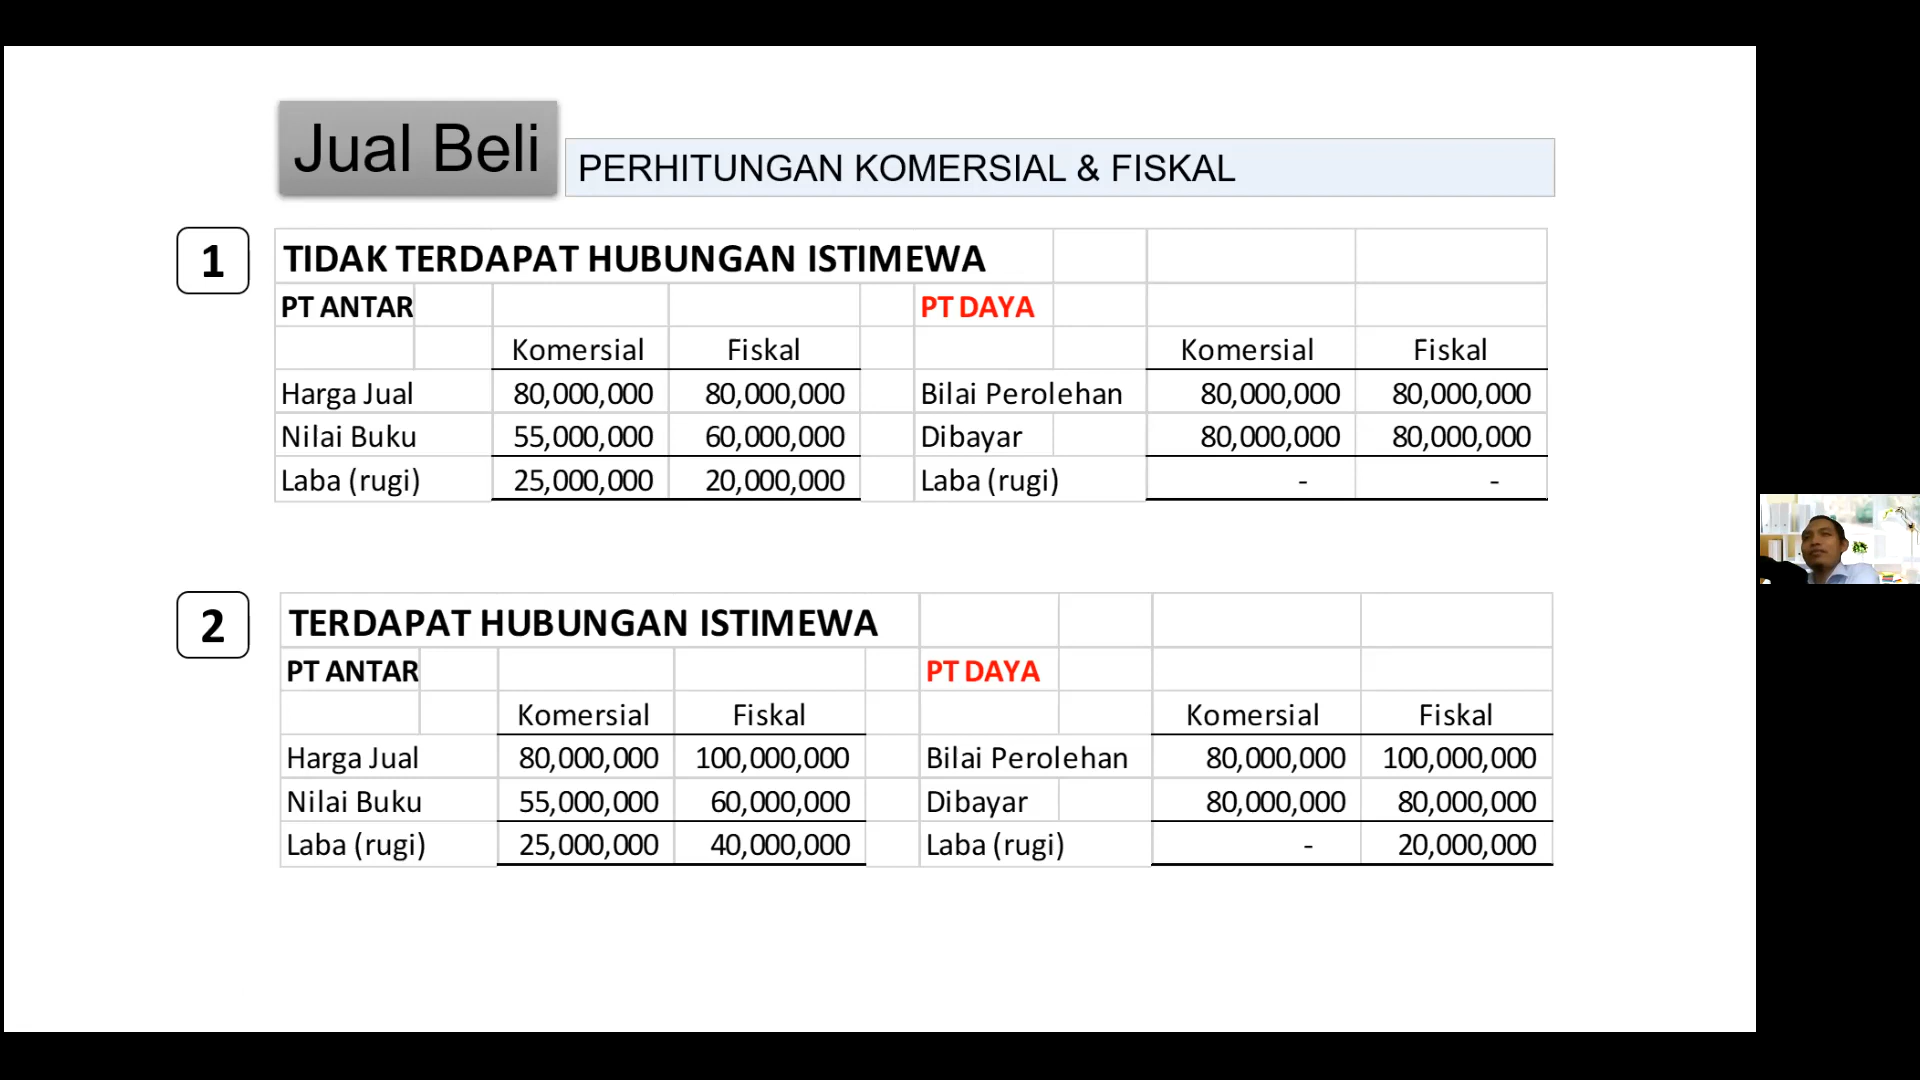 Jual Beli
PERHITUNGAN KOMERSIAL & FISKAL
1
TIDAK TERDAPAT HUBUNGAN ISTIMEWA
PT ANTAR PT DAYA
Komersial Fiskal Komersial Fiskal
Harga Jual 80,000,000 80,000,000 Bilai Perolehan 80,000,000 80,000,000
Nilai Buku 55,000,000 60,000,000 Dibayar 80,000,000 80,000,000
Laba (rugi) 25,000,000 20,000,000 Laba (rugi) - -
2
TERDAPAT HUBUNGAN ISTIMEWA
PT ANTAR PT DAYA
Komersial Fiskal Komersial Fiskal
Harga Jual 80,000,000 100,000,000 Bilai Perolehan 80,000,000 100,000,000
Nilai Buku 55,000,000 60,000,000 Dibayar 80,000,000 80,000,000
Laba (rugi) 25,000,000 40,000,000 Laba (rugi) - 20,000,000